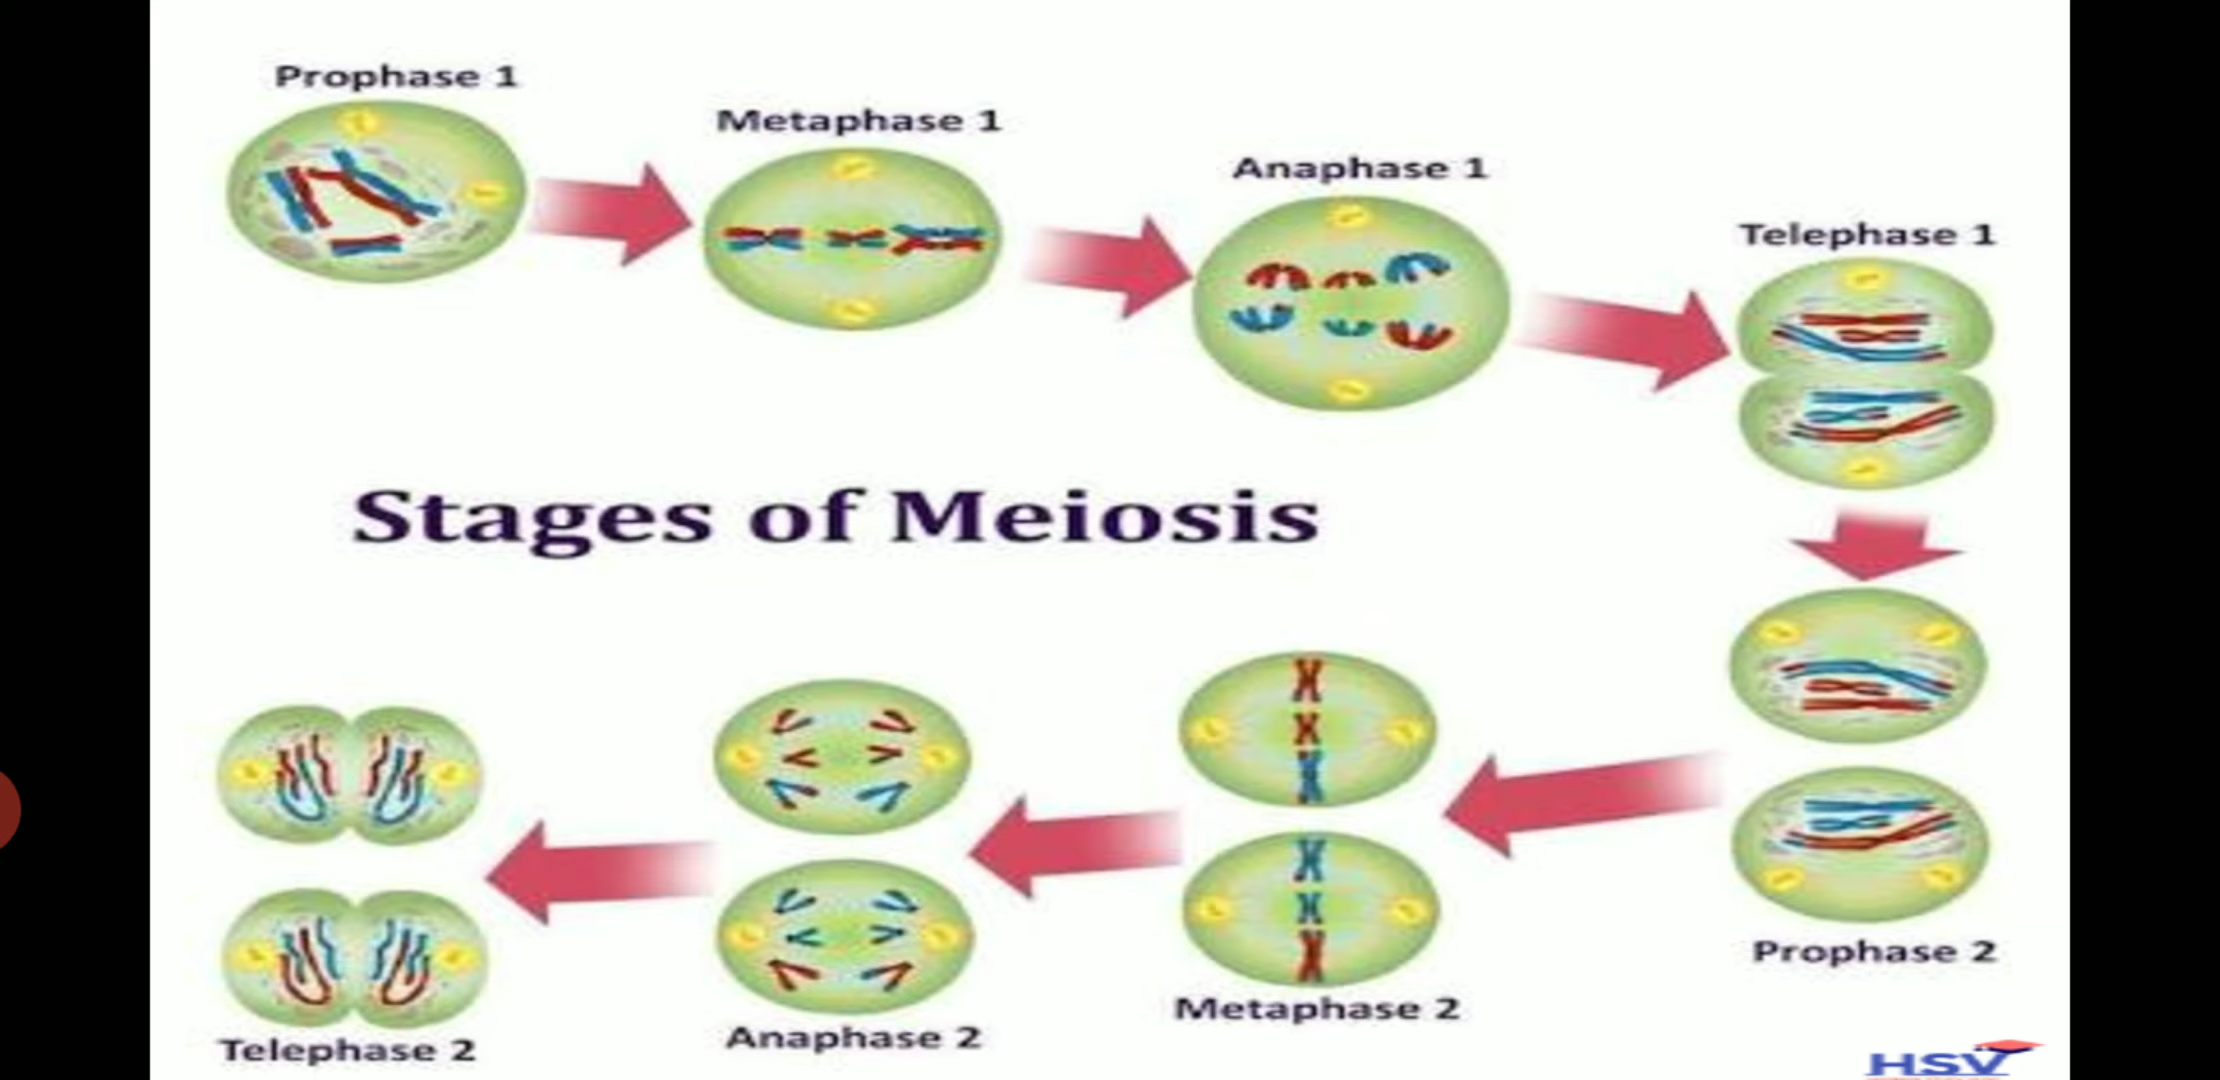 Prophase 1
Metaphase 1
Anaphase 1
Telephase 1
Stages of Meiosis
Prophase 2
Metaphase 2
Anaphase 2
Telephase 2
HSV